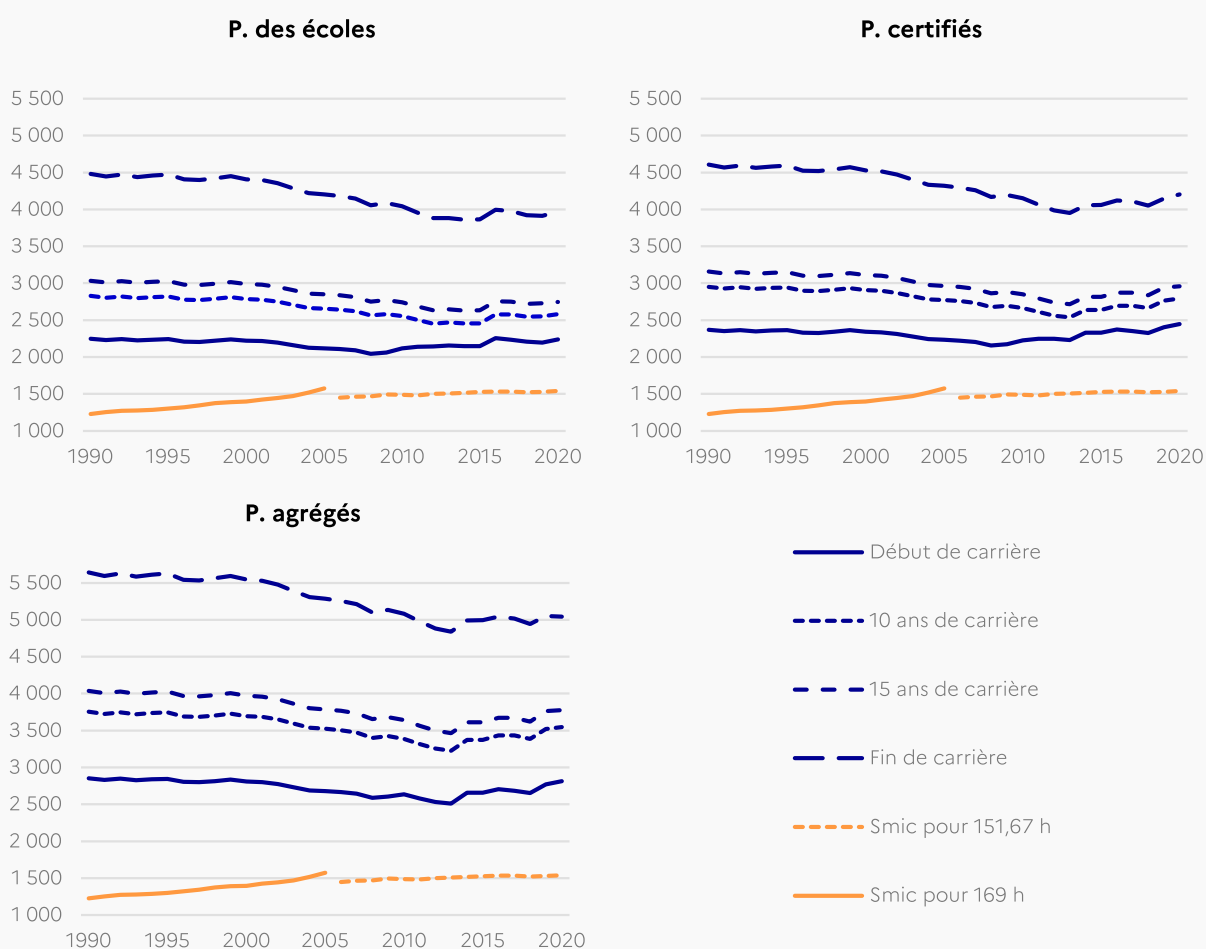 P. des écoles
5 500
5 000
4 500
4 000
3 500
3 000
2 500
2 000
1 500
1 000
1990 1995 2000 2005 2010 2015 2020
P. certifiés
5 500
5 000
4 500
4 000
3 500
3 000
2 500
2 000
1 500
1 000
1990 1995 2000 2005 2010 2015 2020
P. agrégés
5 500
5 000
4 500
4 000
3 500
3 000
2 500
2 000
1 500
1 000
1990 1995 2000 2005 2010 2015 2020
Début de carrière
10 ans de carrière
15 ans de carrière
Fin de carrière
Smic pour 151,67 h
Smic pour 169 h